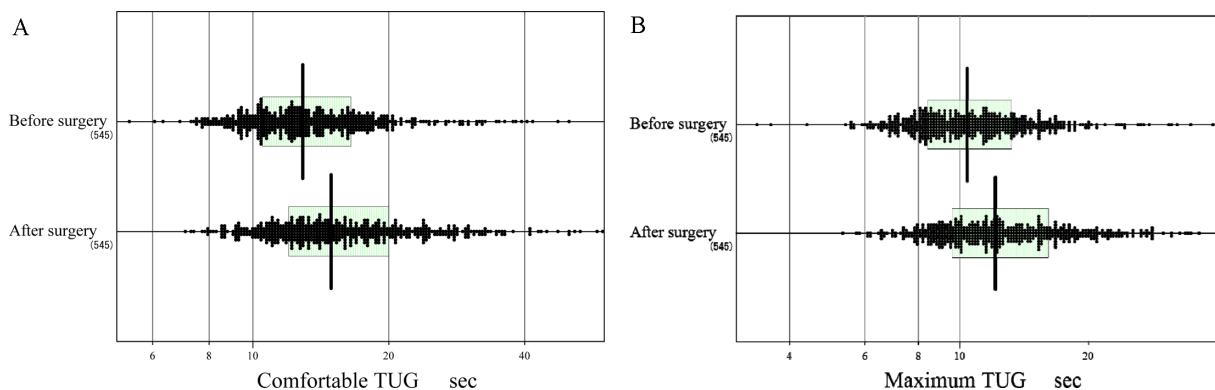 A
Before surgery
(545)
After surgery
(545)
6 8 10 20 40
Comfortable TUG sec
B
Before surgery
(545)
After surgery
(545)
4 6 8 10 20
Maximum TUG sec